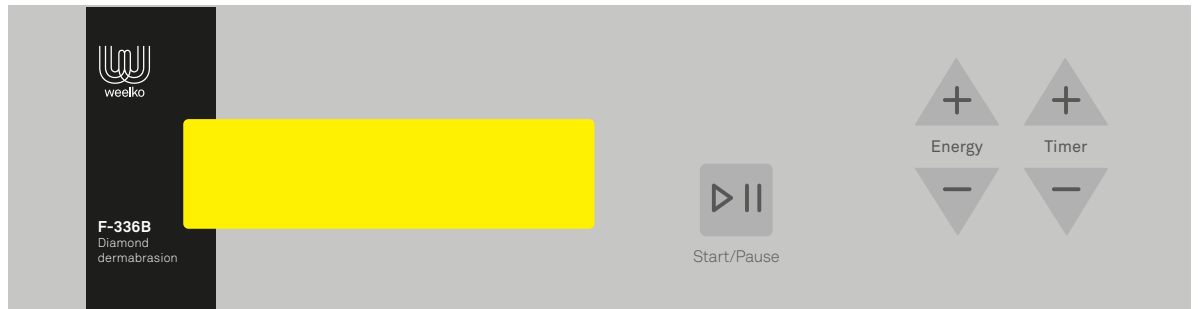 weelko
F-336B
Diamond
dermabrasion
Start/Pause
+ +
Energy Timer
− −